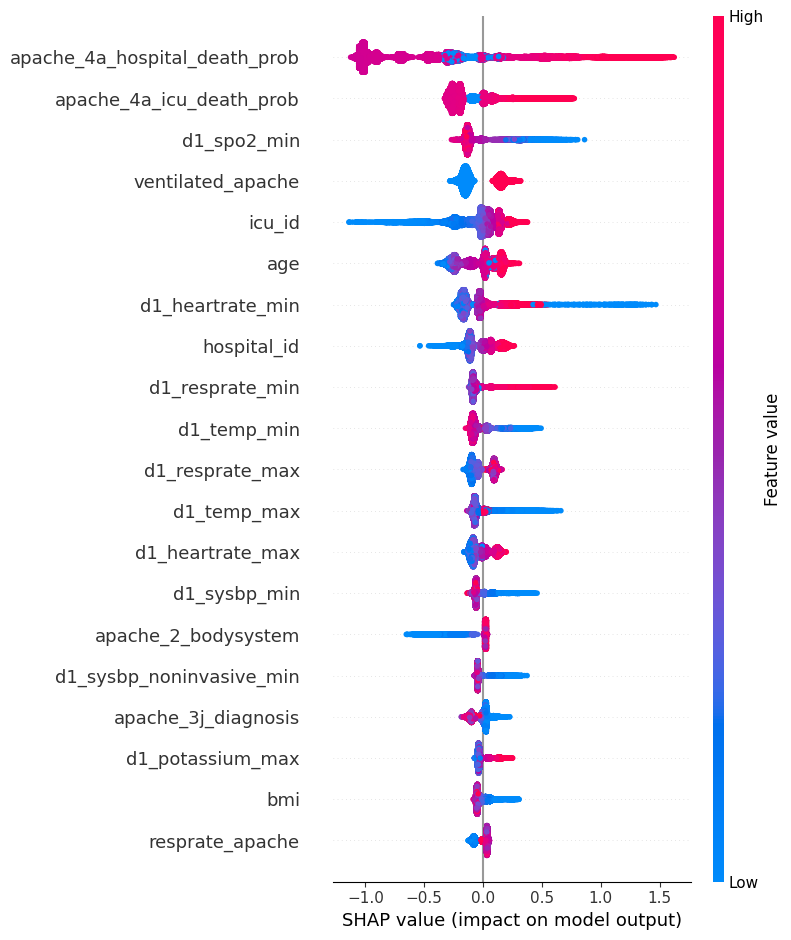 High
apache_4a_hospital_death_prob
apache_4a_icu_death_prob
d1_spo2_min
ventilated_apache
icu_id
age
d1_heartrate_min
hospital_id
d1_resprate_min
d1_temp_min
d1_resprate_max
d1_temp_max
d1_heartrate_max
d1_sysbp_min
apache_2_bodysystem
d1_sysbp_noninvasive_min
apache_3j_diagnosis
d1_potassium_max
bmi
resprate_apache
Feature value
Low
−1.0 −0.5 0.0 0.5 1.0 1.5
SHAP value (impact on model output)